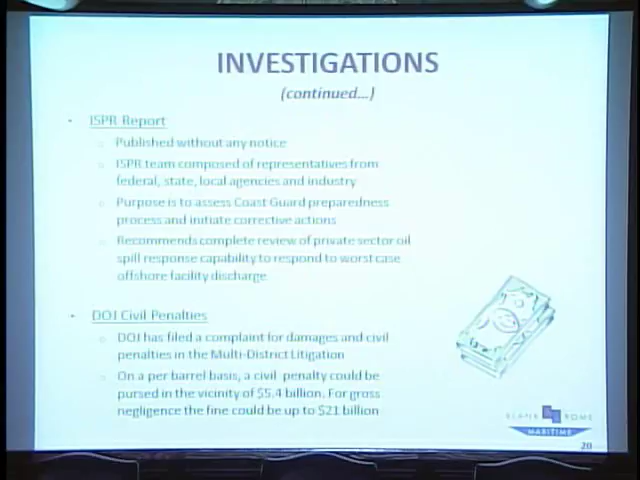 INVESTIGATIONS
(continued...)
• ISPR Report
o Published without any notice
o ISPR team composed of representatives from
federal, state, local agencies and industry
o Purpose is to assess Coast Guard preparedness
process and initiate corrective actions
o Recommends complete review of private sector oil
spill response capability to respond to worst case
offshore facility discharge
• DOJ Civil Penalties
o DOJ has filed a complaint for damages and civil
penalties in the Multi-District Litigation
o On a per barrel basis, a civil penalty could be
pursed in the vicinity of $5.4 billion. For gross
negligence the fine could be up to $21 billion
BLANK ROME
MARITIME
20